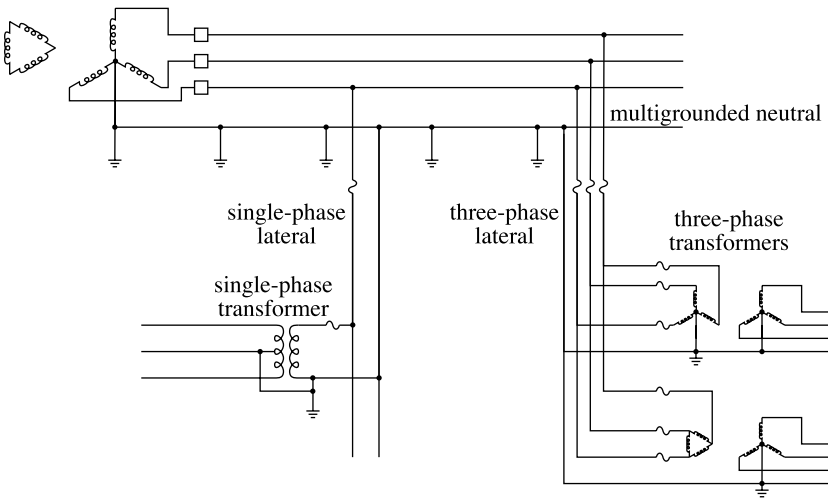 multigrounded neutral
single-phase
lateral
three-phase
lateral
three-phase
transformers
single-phase
transformer